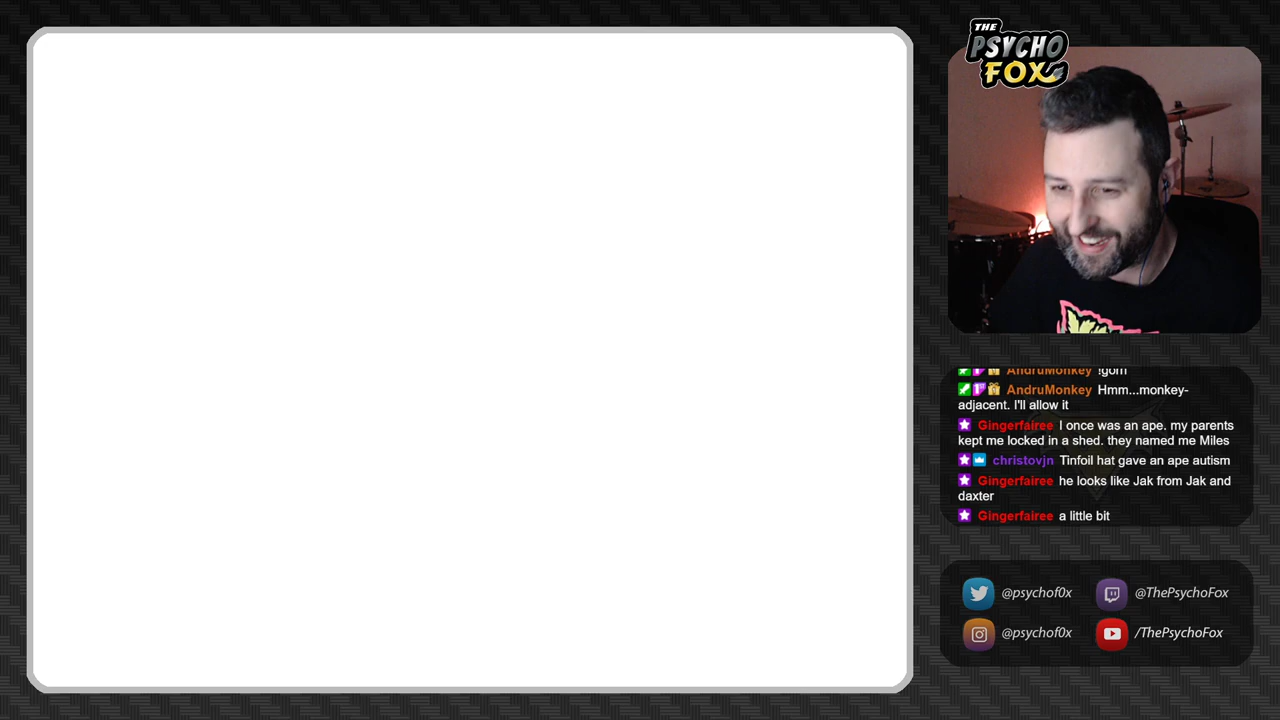 THE
PSYCHO
FOX
AndruMonkey !gorn
AndruMonkey Hmm...monkey-
adjacent. I'll allow it
Gingerfairee I once was an ape. my parents
kept me locked in a shed. they named me Miles
christovjn Tinfoil hat gave an ape autism
Gingerfairee he looks like Jak from Jak and
daxter
Gingerfairee a little bit
@psychof0x
@ThePsychoFox
@psychof0x
/ThePsychoFox